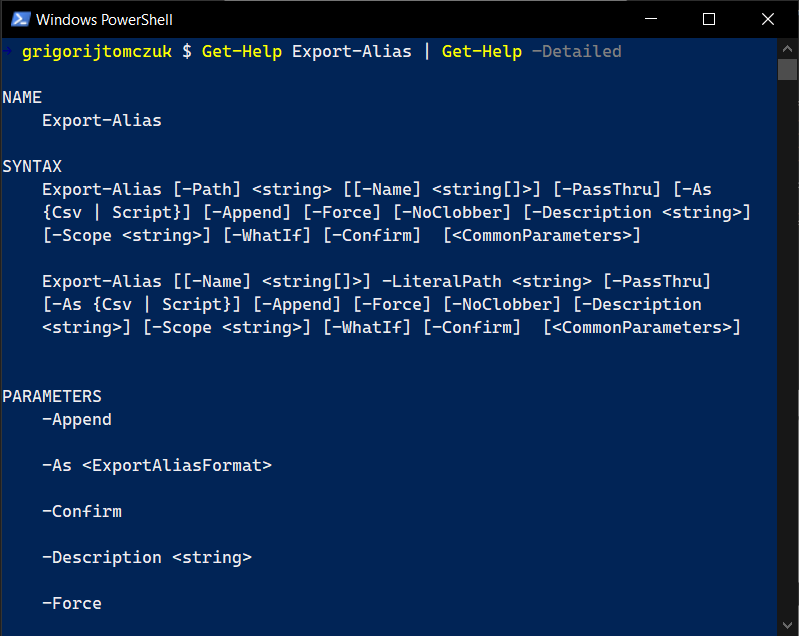 Windows PowerShell
→ grigorijtomczuk $ Get-Help Export-Alias | Get-Help -Detailed
NAME
Export-Alias
SYNTAX
Export-Alias [-Path] <string> [[-Name] <string[]>] [-PassThru] [-As
{Csv | Script}] [-Append] [-Force] [-NoClobber] [-Description <string>]
[-Scope <string>] [-WhatIf] [-Confirm]  [<CommonParameters>]
Export-Alias [[-Name] <string[]>] -LiteralPath <string> [-PassThru]
[-As {Csv | Script}] [-Append] [-Force] [-NoClobber] [-Description
<string>] [-Scope <string>] [-WhatIf] [-Confirm]  [<CommonParameters>]
PARAMETERS
-Append
-As <ExportAliasFormat>
-Confirm
-Description <string>
-Force